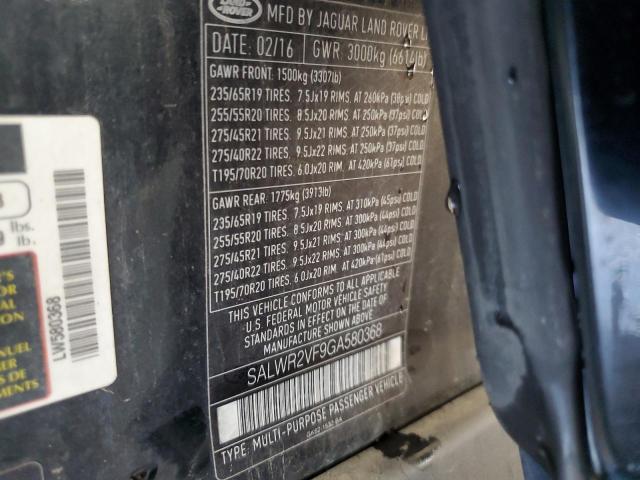 LAND-
ROVER
MFD BY JAGUAR LAND ROVER
DATE: 02/16 GWR: 3000kg
GAWR FRONT: 1500kg (3307lb)
235/65R19 TIRES. 7.5Jx19 RIMS. AT 260kPa (38psi) COLD
255/55R20 TIRES. 8.5Jx20 RIMS. AT 250kPa (37psi) COLD
275/45R21 TIRES. 9.5Jx21 RIMS. AT 250kPa (37psi) COLD
275/40R22 TIRES. 9.5Jx22 RIMS. AT 250kPa (37psi) COLD
T195/70R20 TIRES. 6.0Jx20 RIM. AT 420kPa (61psi) COLD
GAWR REAR: 1775kg (3913lb)
235/65R19 TIRES. 7.5Jx19 RIMS. AT 310kPa (45psi) COLD
255/55R20 TIRES. 8.5Jx20 RIMS. AT 300kPa (44psi) COLD
275/45R21 TIRES. 9.5Jx21 RIMS. AT 300kPa (44psi) COLD
275/40R22 TIRES. 9.5Jx22 RIMS. AT 300kPa (44psi) COLD
T195/70R20 TIRES. 6.0Jx20 RIM. AT 420kPa (61psi) COLD
THIS VEHICLE CONFORMS TO ALL APPLICABLE
U.S. FEDERAL MOTOR VEHICLE SAFETY
STANDARDS IN EFFECT ON THE DATE OF
MANUFACTURE SHOWN ABOVE.
SALWR2VF9GA580368
TYPE: MULTI-PURPOSE PASSENGER VEHICLE
lbs.
lb.
LW580368